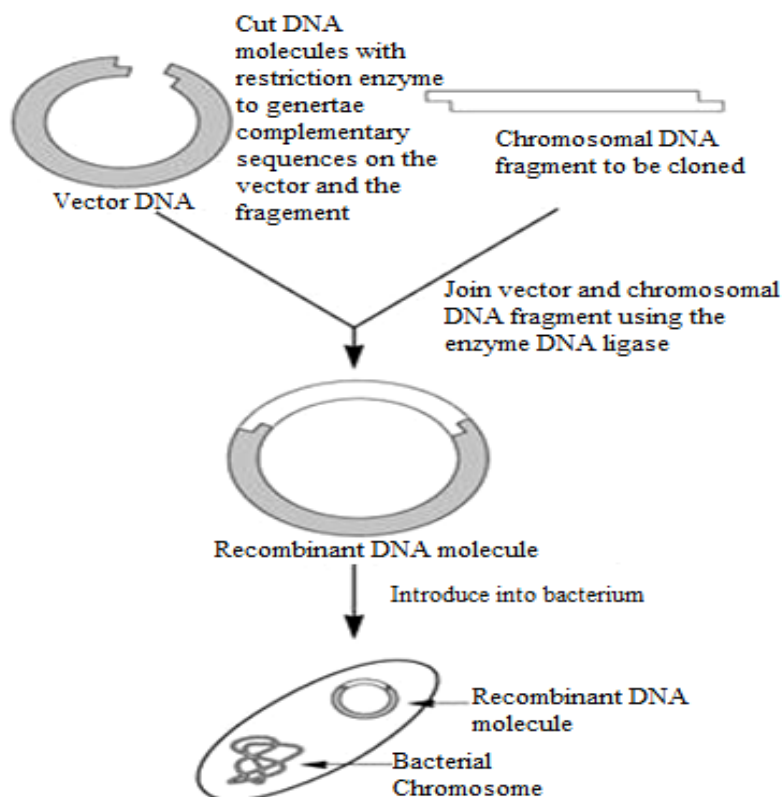 Cut DNA
molecules with
restriction enzyme
to genertae
complementary
sequences on the
vector and the
fragement
Vector DNA
Chromosomal DNA
fragment to be cloned
Join vector and chromosomal
DNA fragment using the
enzyme DNA ligase
Recombinant DNA molecule
Introduce into bacterium
Recombinant DNA
molecule
Bacterial
Chromosome